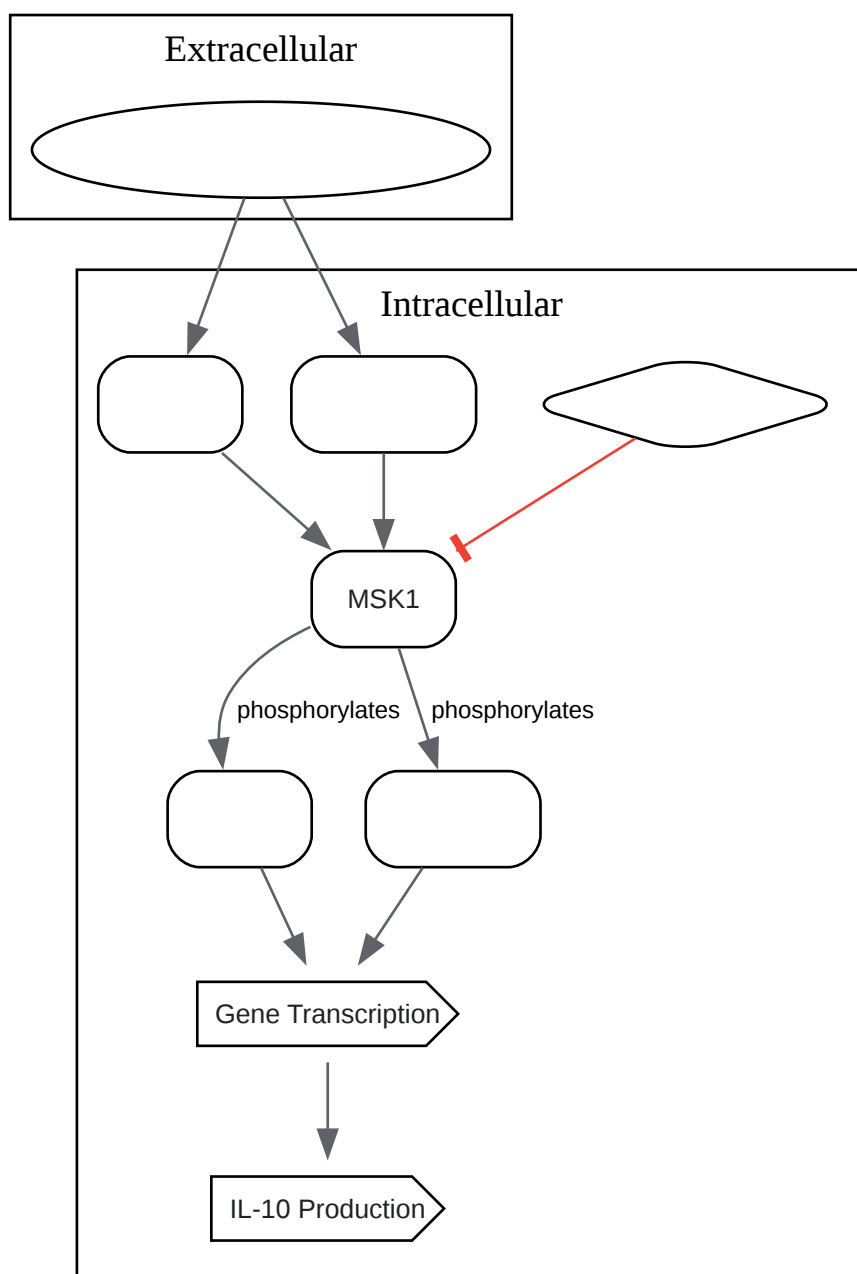 Extracellular
Intracellular
MSK1
phosphorylates
phosphorylates
Gene Transcription
IL-10 Production